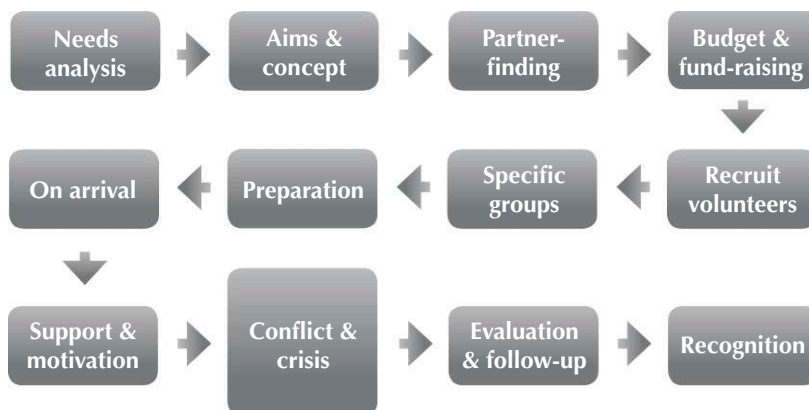 Needs
analysis
Aims &
concept
Partner-
finding
Budget &
fund-raising
Recruit
volunteers
Specific
groups
Preparation
On arrival
Support &
motivation
Conflict &
crisis
Evaluation
& follow-up
Recognition